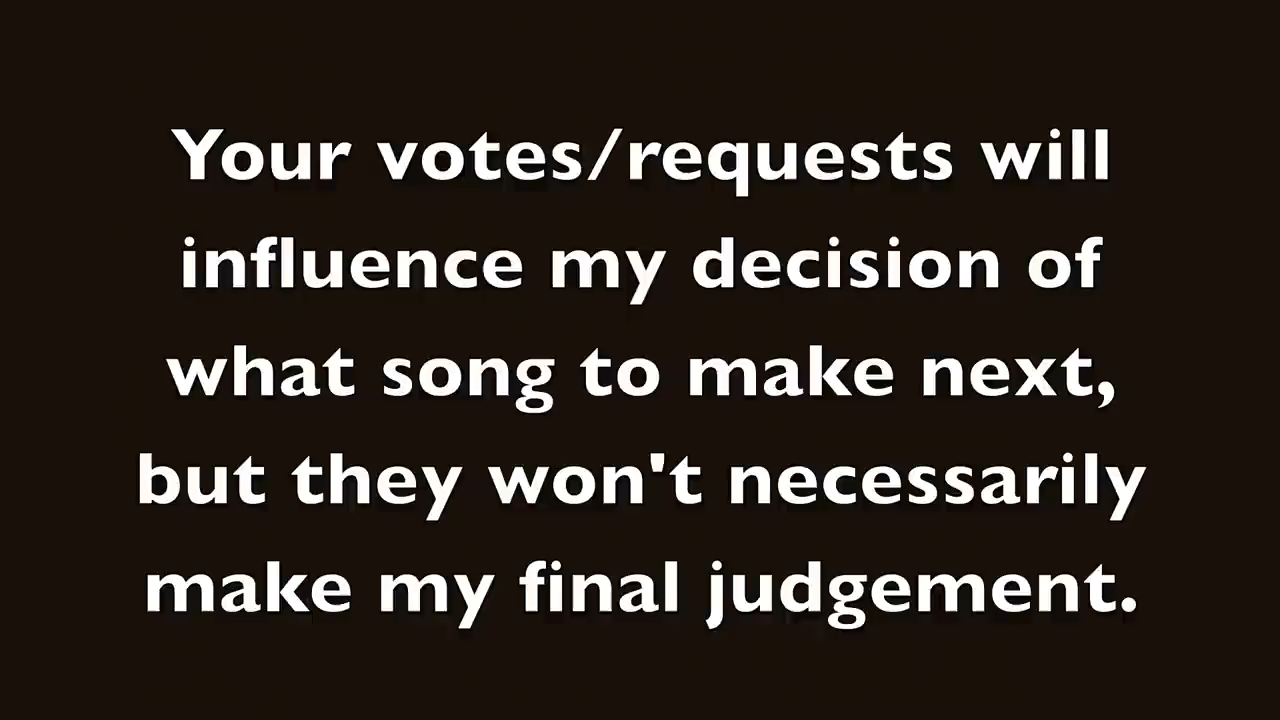 Your votes/requests will
influence my decision of
what song to make next,
but they won't necessarily
make my final judgement.